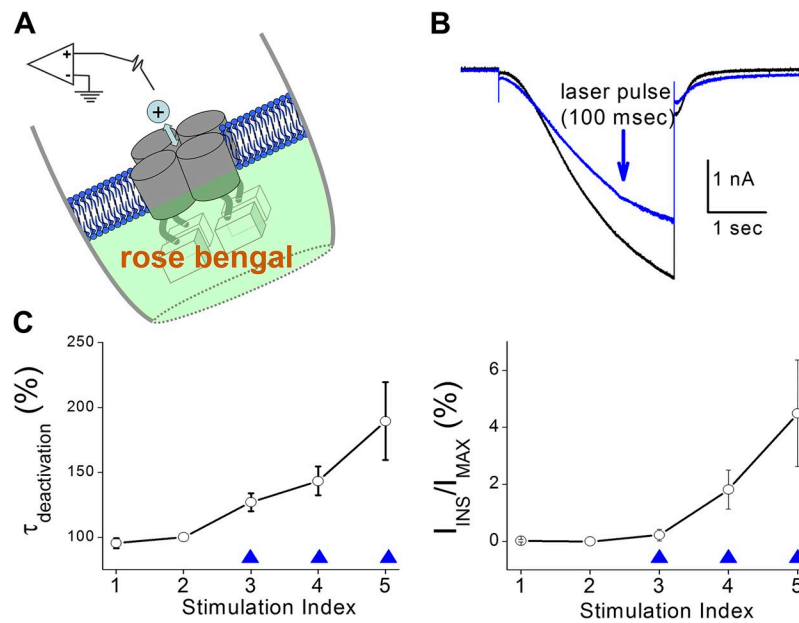 A
+
-
+
rose bengal
B
laser pulse
(100 msec)
1 nA
1 sec
C
250
200
150
100
τdeactivation (%)
1 2 3 4 5
Stimulation Index
6
4
2
0
IINS/IMAX (%)
1 2 3 4 5
Stimulation Index